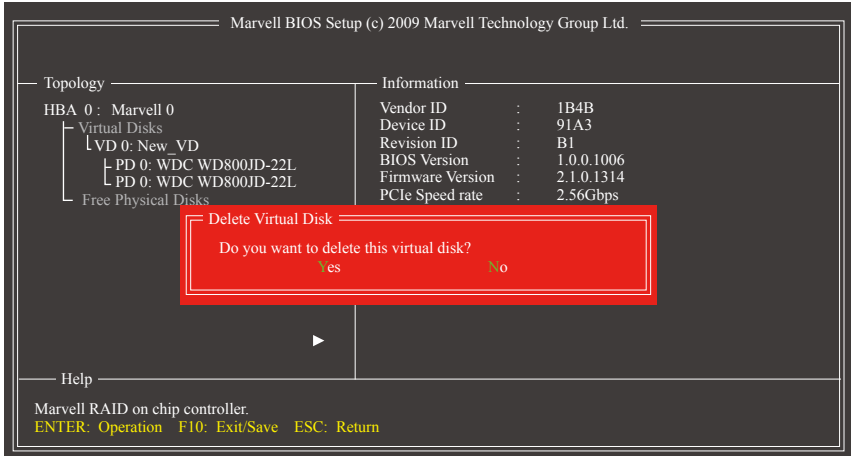 Marvell BIOS Setup (c) 2009 Marvell Technology Group Ltd.
Topology
HBA 0 : Marvell 0
Virtual Disks
VD 0: New_VD
PD 0: WDC WD800JD-22L
PD 0: WDC WD800JD-22L
Free Physical Disks
Information
Vendor ID : 1B4B
Device ID : 91A3
Revision ID : B1
BIOS Version : 1.0.0.1006
Firmware Version : 2.1.0.1314
PCIe Speed rate : 2.56Gbps
Delete Virtual Disk
Do you want to delete this virtual disk?
Yes No
Help
Marvell RAID on chip controller.
ENTER: Operation F10: Exit/Save ESC: Return